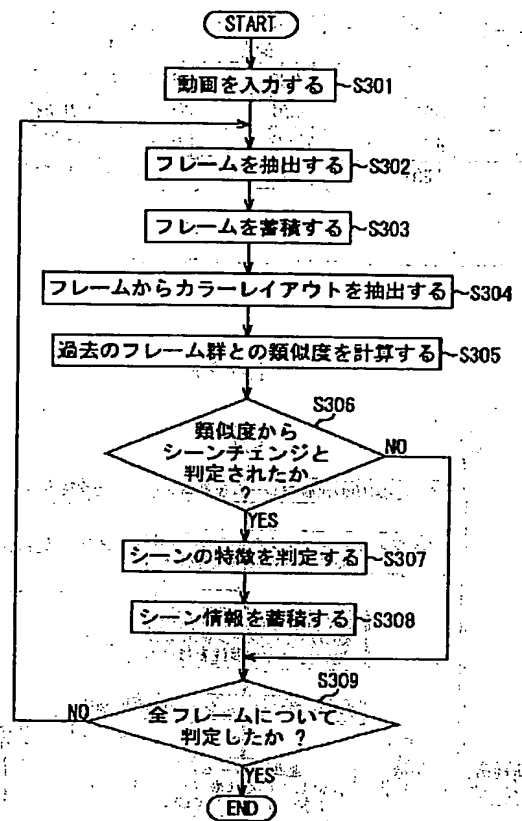 START
動画を入力する ~S301
フレームを抽出する ~S302
フレームを蓄積する ~S303
フレームからカラーレイアウトを抽出する ~S304
過去のフレーム群との類似度を計算する ~S305
S306
類似度から
シーンチェンジと
判定されたか
?
NO
YES
シーンの特徴を判定する ~S307
シーン情報を蓄積する ~S308
S309
NO
全フレームについて
判定したか ?
YES
END